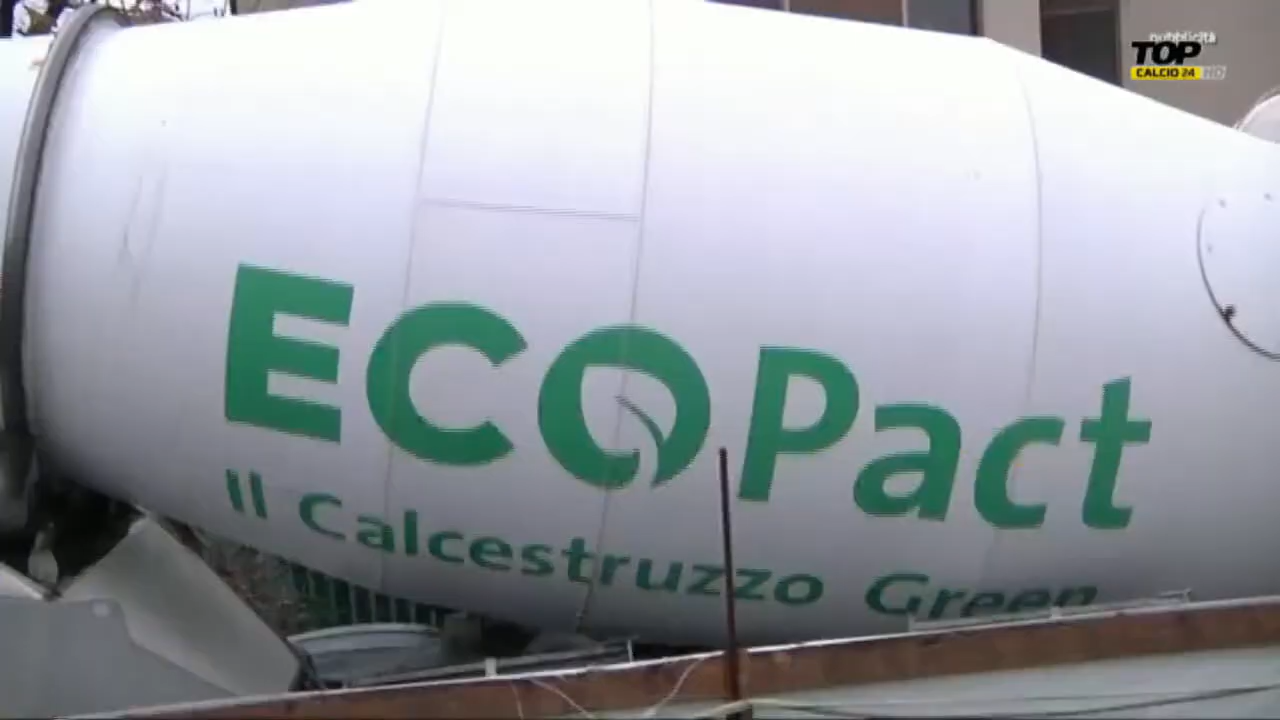 pubblicità
TOP
CALCIO 24 HD
ECOPact
Il Calcestruzzo Green